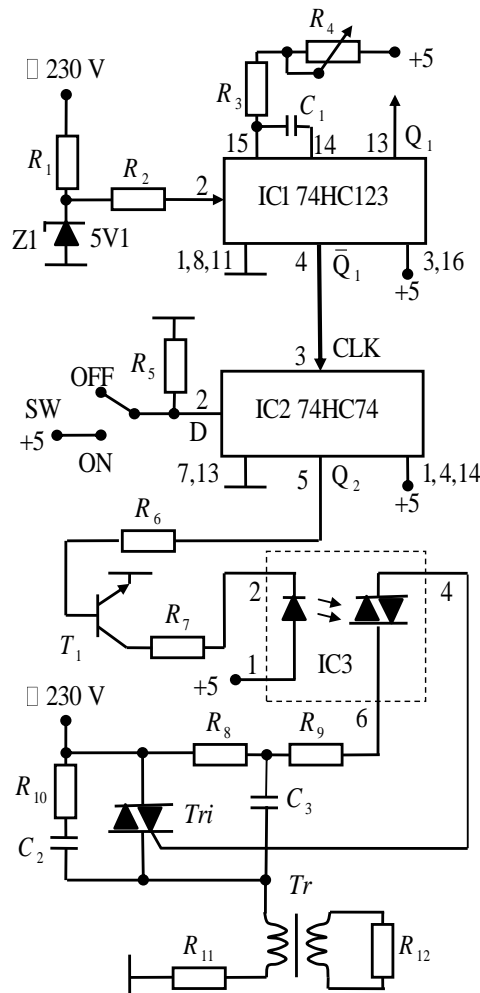 R4
□ 230 V
+5
R3
C1
15
14
13
Q1
R1
R2
2
IC1 74HC123
Z1
5V1
1,8,11
4
Q̄1
3,16
+5
3
CLK
OFF
R5
2
IC2 74HC74
SW
+5
D
ON
7,13
5
Q2
1,4,14
+5
R6
2
4
R7
T1
1
IC3
+5
□ 230 V
6
R8
R9
R10
C3
Tri
C2
Tr
R11
R12